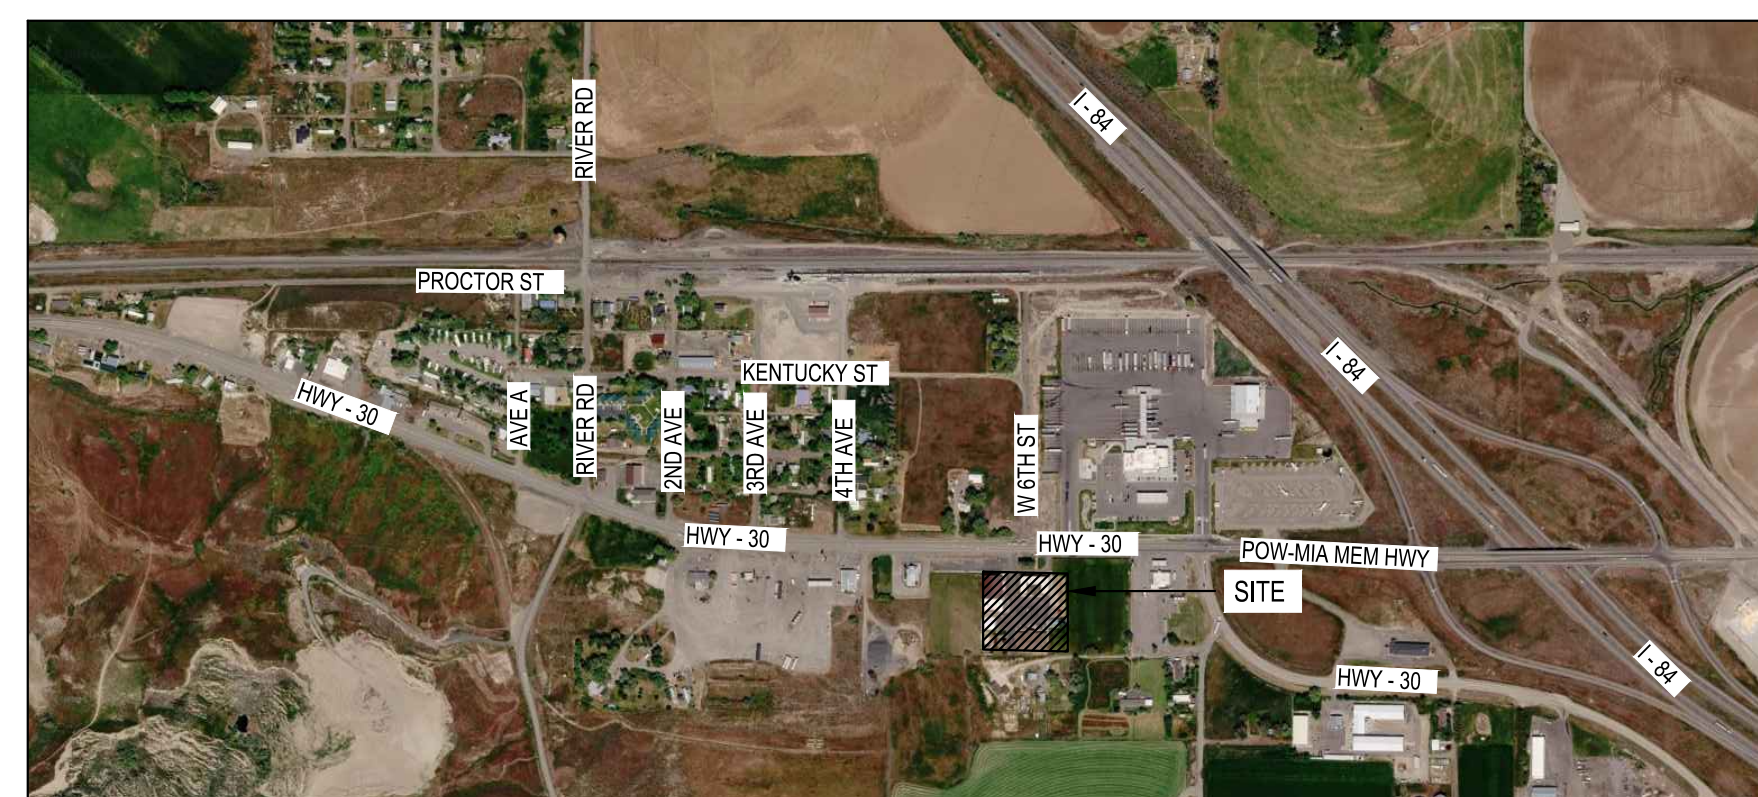 I - 84
RIVER RD
PROCTOR ST
I - 84
KENTUCKY ST
HWY - 30
AVE A
RIVER RD
2ND AVE
3RD AVE
4TH AVE
W 6TH ST
HWY - 30
HWY - 30
POW-MIA MEM HWY
SITE
I - 84
HWY - 30